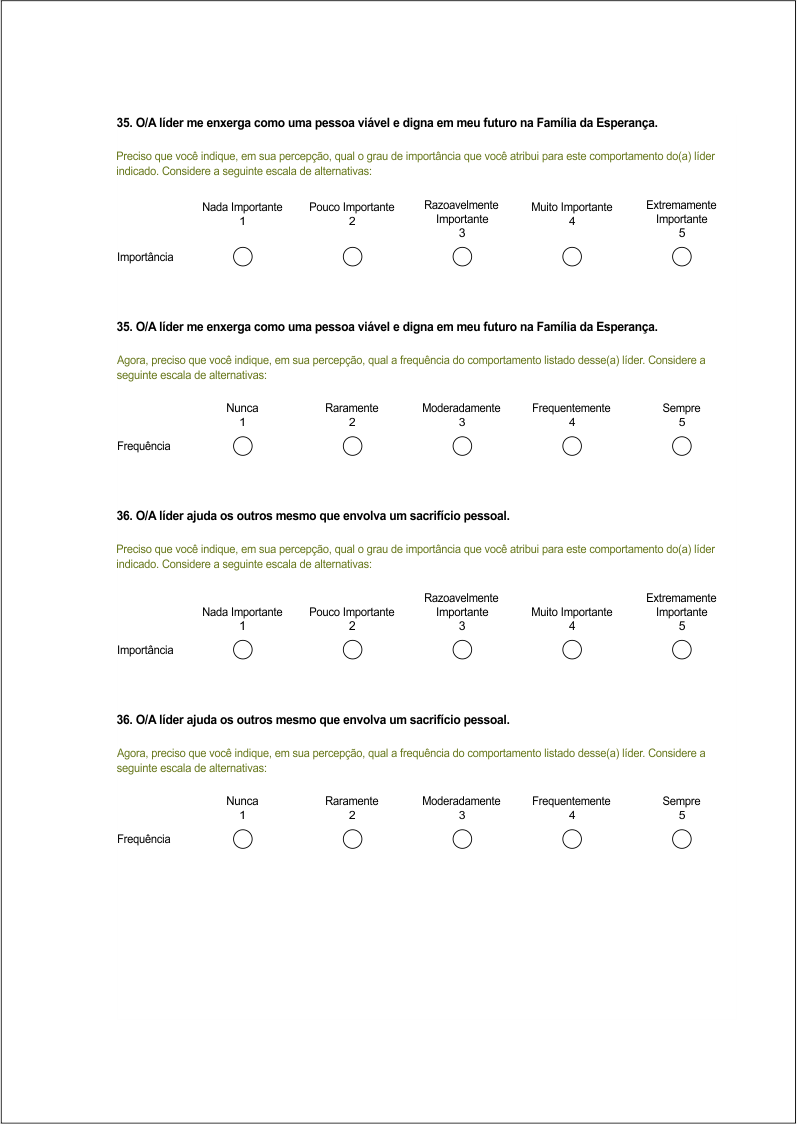 35. O/A líder me enxerga como uma pessoa viável e digna em meu futuro na Família da Esperança.
Preciso que você indique, em sua percepção, qual o grau de importância que você atribui para este comportamento do(a) líder
indicado. Considere a seguinte escala de alternativas:
Nada Importante Pouco Importante Razoavelmente Importante Muito Importante Extremamente Importante
1 2 3 4 5
Importância
35. O/A líder me enxerga como uma pessoa viável e digna em meu futuro na Família da Esperança.
Agora, preciso que você indique, em sua percepção, qual a frequência do comportamento listado desse(a) líder. Considere a
seguinte escala de alternativas:
Nunca Raramente Moderadamente Frequentemente Sempre
1 2 3 4 5
Frequência
36. O/A líder ajuda os outros mesmo que envolva um sacrifício pessoal.
Preciso que você indique, em sua percepção, qual o grau de importância que você atribui para este comportamento do(a) líder
indicado. Considere a seguinte escala de alternativas:
Nada Importante Pouco Importante Razoavelmente Importante Muito Importante Extremamente Importante
1 2 3 4 5
Importância
36. O/A líder ajuda os outros mesmo que envolva um sacrifício pessoal.
Agora, preciso que você indique, em sua percepção, qual a frequência do comportamento listado desse(a) líder. Considere a
seguinte escala de alternativas:
Nunca Raramente Moderadamente Frequentemente Sempre
1 2 3 4 5
Frequência